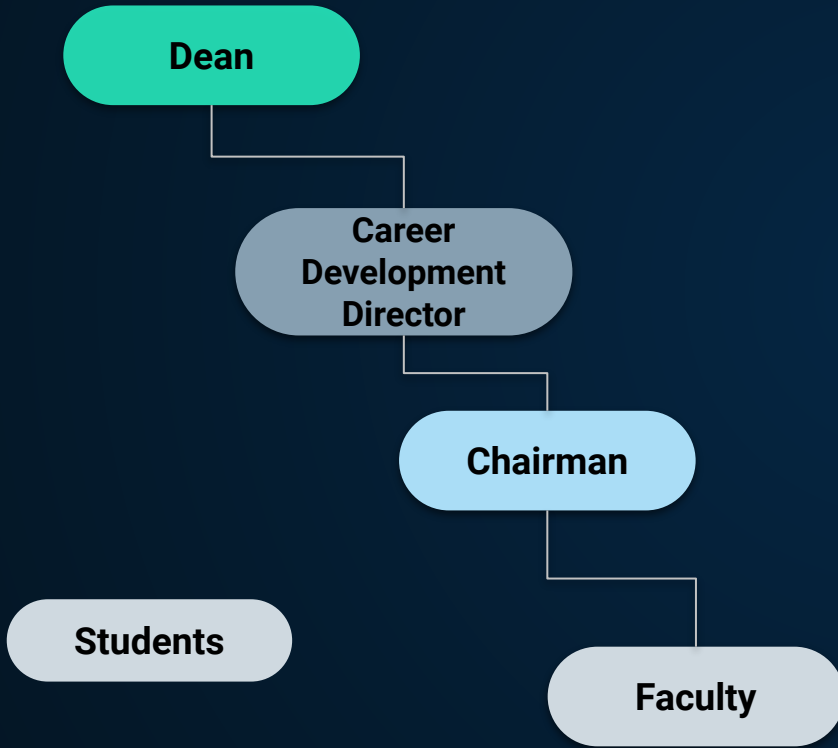 Dean
Career
Development
Director
Chairman
Students
Faculty